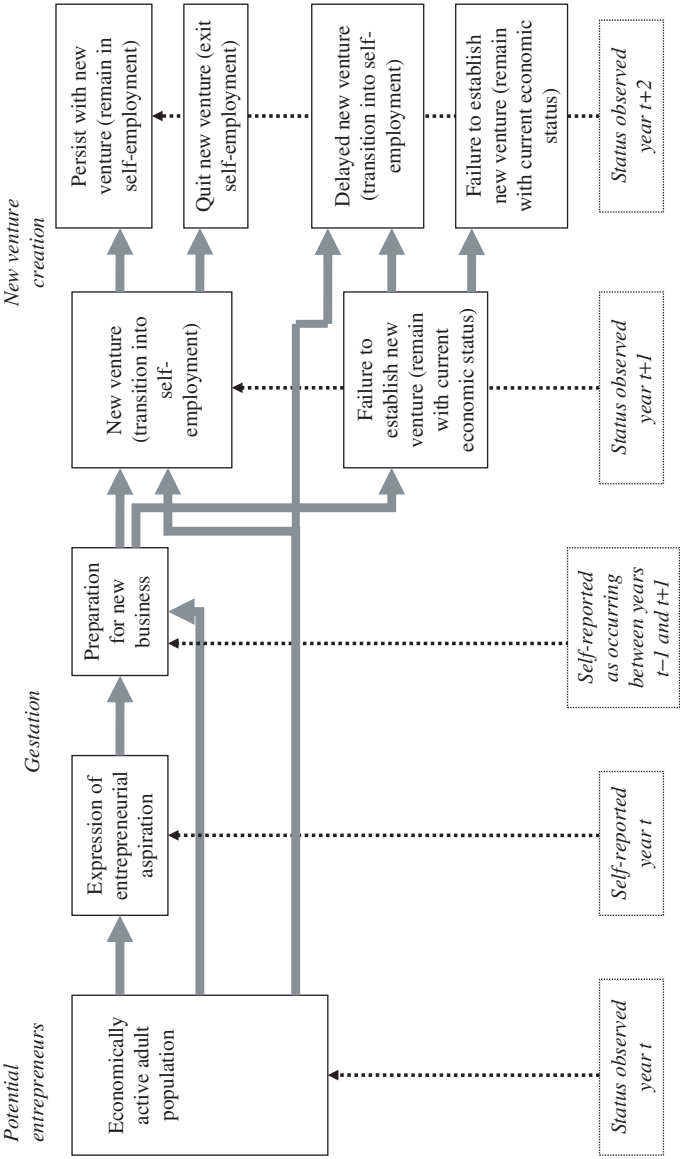 Potential
entrepreneurs
Gestation
New venture
creation
Economically
active adult
population
Expression of
entrepreneurial
aspiration
Preparation
for new
business
New venture
(transition into
self-
employment)
Failure to
establish new
venture (remain
with current
economic status)
Persist with new
venture (remain in
self-employment)
Quit new venture (exit
self-employment)
Delayed new venture
(transition into self-
employment)
Failure to establish
new venture (remain
with current economic
status)
Status observed
year t
Self-reported
year t
Self-reported
as occurring
between years
t–1 and t+1
Status observed
year t+1
Status observed
year t+2